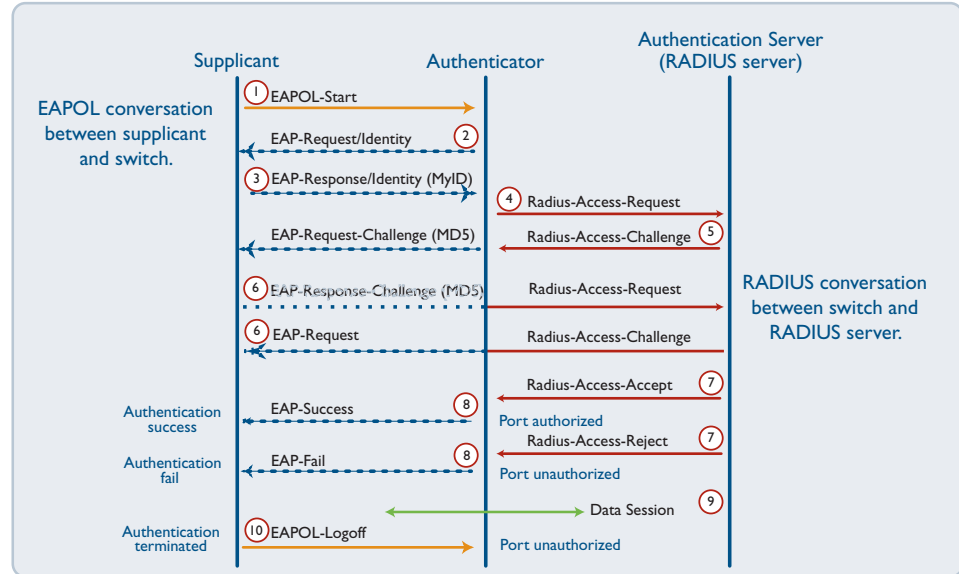 Authentication Server
(RADIUS server)
Supplicant
Authenticator
EAPOL conversation
between supplicant
and switch.
1 EAPOL-Start
EAP-Request/Identity 2
3 EAP-Response/Identity (MyID)
4 Radius-Access-Request
EAP-Request-Challenge (MD5)
Radius-Access-Challenge 5
6 EAP-Response-Challenge (MD5)
Radius-Access-Request
RADIUS conversation
between switch and
RADIUS server.
6 EAP-Request
Radius-Access-Challenge
Radius-Access-Accept 7
Authentication
success
EAP-Success 8
Port authorized
Radius-Access-Reject 7
Authentication
fail
EAP-Fail 8
Port unauthorized
Data Session 9
Authentication
terminated
10 EAPOL-Logoff
Port unauthorized